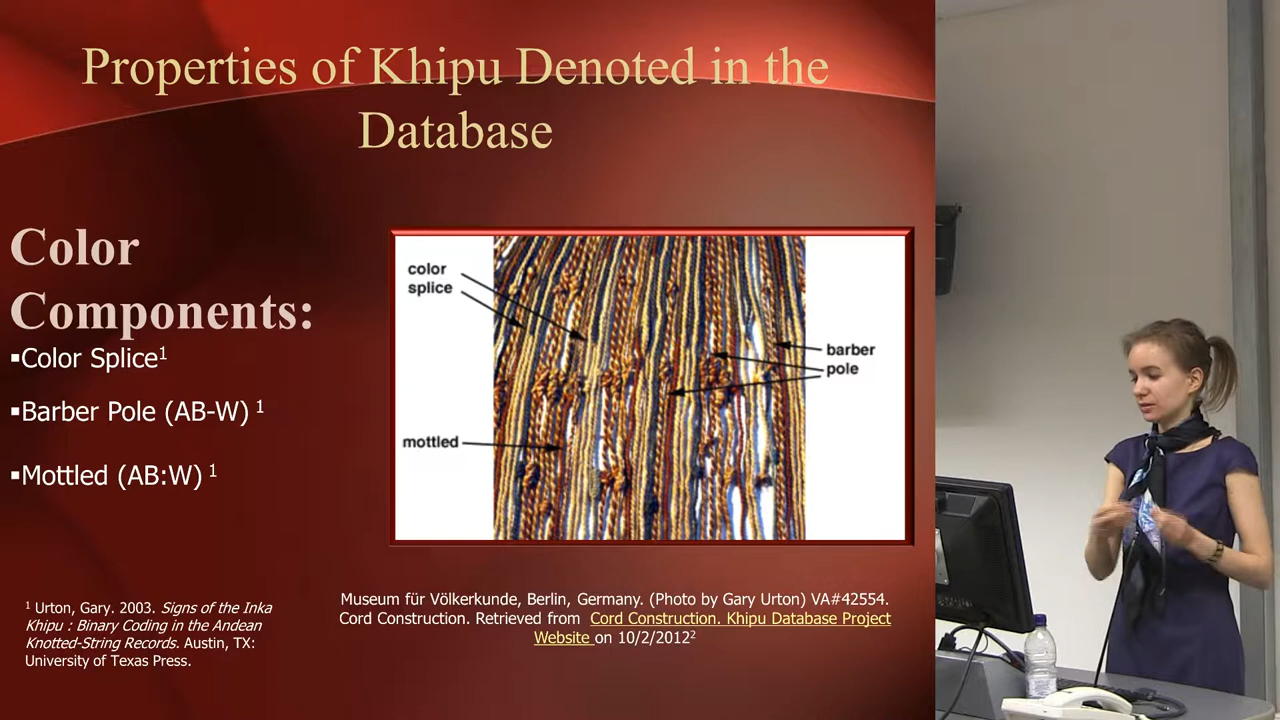 Properties of Khipu Denoted in the
Database
Color
Components:
▪Color Splice¹
▪Barber Pole (AB-W) ¹
▪Mottled (AB:W) ¹
color
splice
barber
pole
mottled
¹ Urton, Gary. 2003. Signs of the Inka
Khipu : Binary Coding in the Andean
Knotted-String Records. Austin, TX:
University of Texas Press.
Museum für Völkerkunde, Berlin, Germany. (Photo by Gary Urton) VA#42554.
Cord Construction. Retrieved from Cord Construction. Khipu Database Project
Website on 10/2/2012²